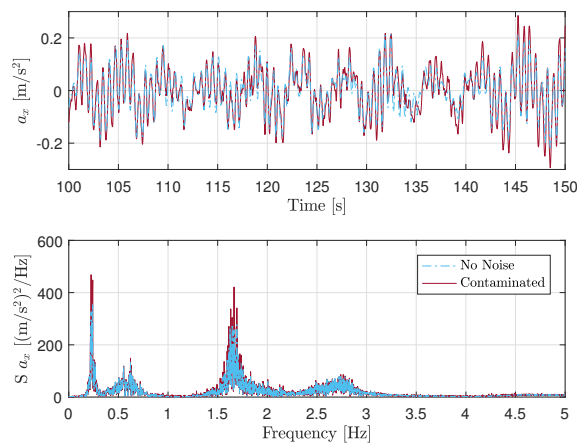 0.2
0
-0.2
a_x [m/s²]
100 105 110 115 120 125 130 135 140 145 150
Time [s]
600
400
200
0
S a_x [(m/s²)²/Hz]
No Noise
Contaminated
0 0.5 1 1.5 2 2.5 3 3.5 4 4.5 5
Frequency [Hz]